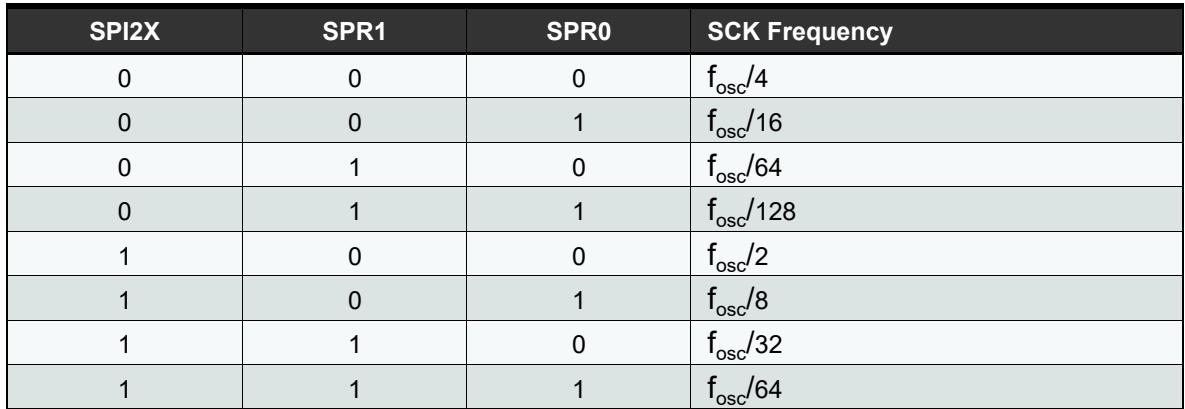 SPI2X SPR1 SPR0 SCK Frequency
0 0 0 fosc/4
0 0 1 fosc/16
0 1 0 fosc/64
0 1 1 fosc/128
1 0 0 fosc/2
1 0 1 fosc/8
1 1 0 fosc/32
1 1 1 fosc/64